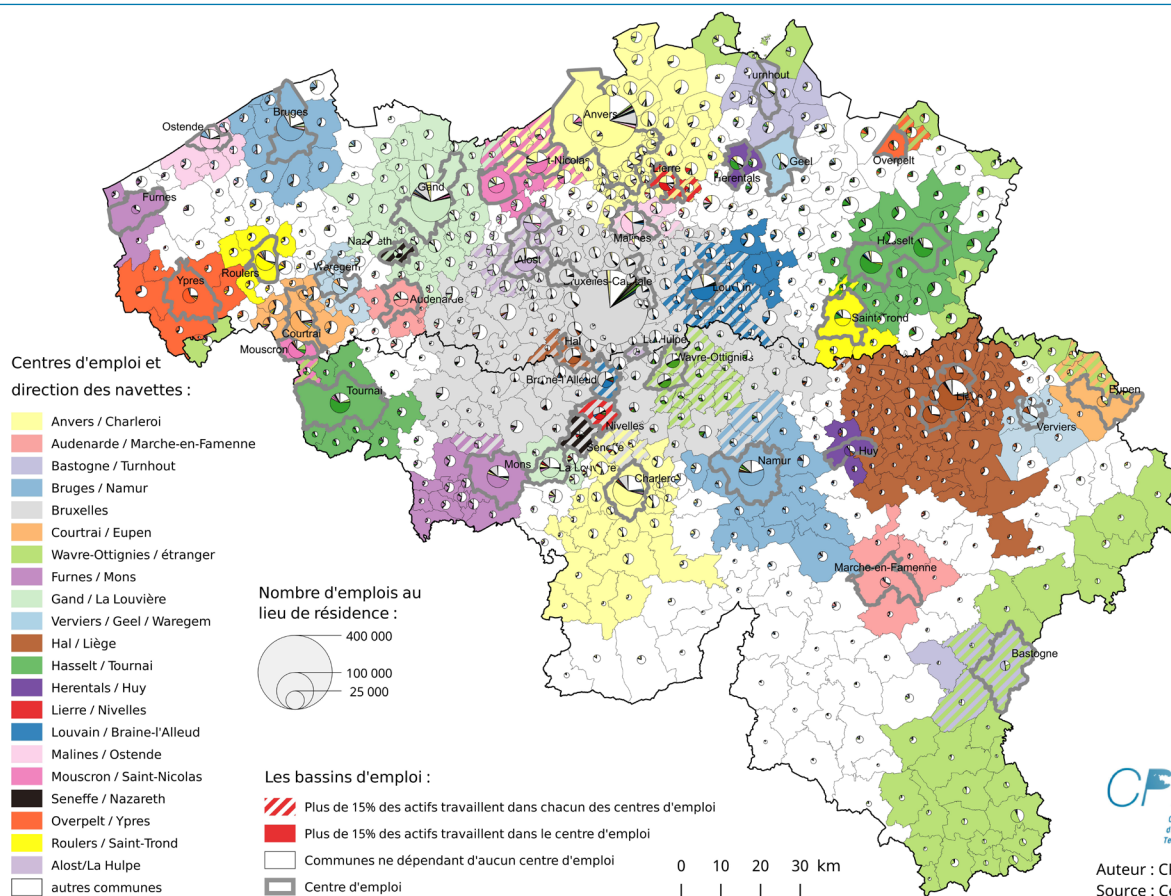 Turnhout
Bruges
Anvers
Ostende
t-Nicolas
Lierre
Herentals
Geel
Overpelt
Gand
Furnes
Malines
Hasselt
Nazareth
Roulers
Waregem
Alost
Bruxelles-Capitale
Louvain
Ypres
Audenarde
Saint-Trond
Courtrai
Mouscron
Hal
La Hulpe
Wavre-Ottignies
Braine-l'Alleud
Tournai
Eupen
Verviers
Nivelles
Seneffe
Mons
La Louvière
Charleroi
Namur
Huy
Marche-en-Famenne
Bastogne
Centres d'emploi et
direction des navettes :
Anvers / Charleroi
Audenarde / Marche-en-Famenne
Bastogne / Turnhout
Bruges / Namur
Bruxelles
Courtrai / Eupen
Wavre-Ottignies / étranger
Furnes / Mons
Gand / La Louvière
Verviers / Geel / Waregem
Hal / Liège
Hasselt / Tournai
Herentals / Huy
Lierre / Nivelles
Louvain / Braine-l'Alleud
Malines / Ostende
Mouscron / Saint-Nicolas
Seneffe / Nazareth
Overpelt / Ypres
Roulers / Saint-Trond
Alost/La Hulpe
autres communes
Nombre d'emplois au
lieu de résidence :
400 000
100 000
25 000
Les bassins d'emploi :
Plus de 15% des actifs travaillent dans chacun des centres d'emploi
Plus de 15% des actifs travaillent dans le centre d'emploi
Communes ne dépendant d'aucun centre d'emploi
Centre d'emploi
0 10 20 30 km
CP
Auteur :
Source :